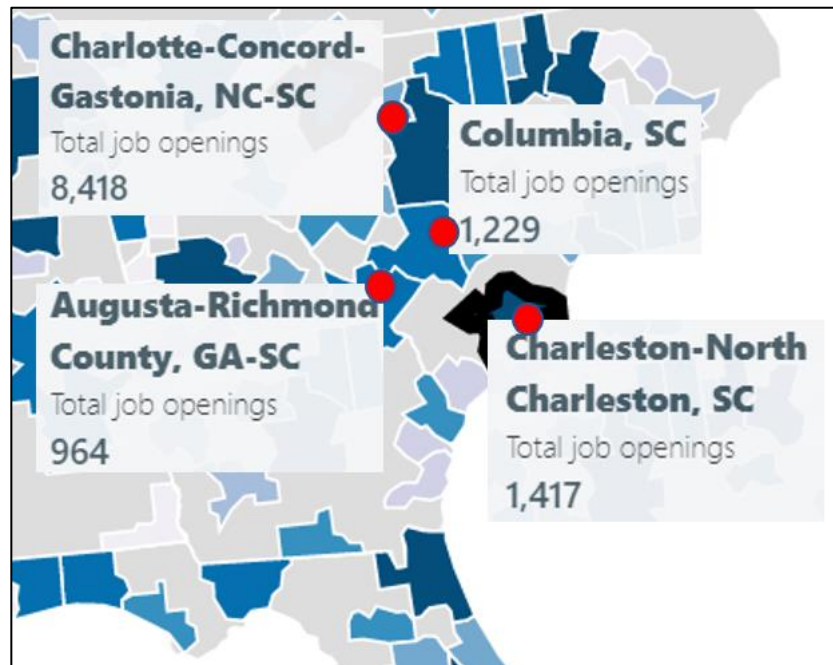 Charlotte-Concord-
Gastonia, NC-SC
Total job openings
8,418
Columbia, SC
Total job openings
1,229
Augusta-Richmond
County, GA-SC
Total job openings
964
Charleston-North
Charleston, SC
Total job openings
1,417